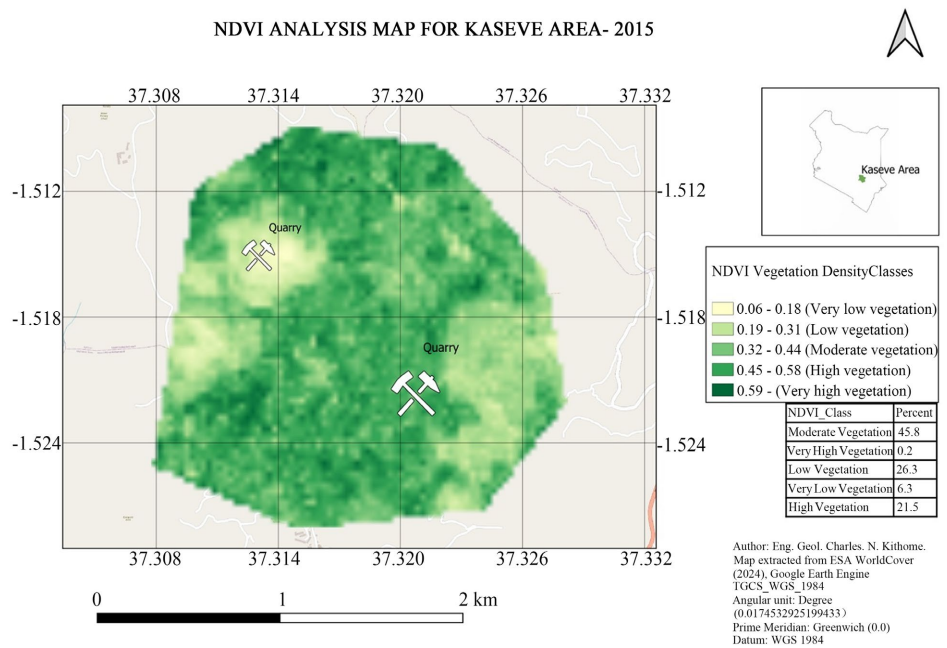 NDVI ANALYSIS MAP FOR KASEVE AREA- 2015
37.308 37.314 37.320 37.326 37.332
-1.512 -1.512
-1.518 -1.518
-1.524 -1.524
37.308 37.314 37.320 37.326 37.332
Quarry
Quarry
0 1 2 km
Kaseve Area
NDVI Vegetation DensityClasses
0.06 - 0.18 (Very low vegetation)
0.19 - 0.31 (Low vegetation)
0.32 - 0.44 (Moderate vegetation)
0.45 - 0.58 (High vegetation)
0.59 - (Very high vegetation)
NDVI_Class Percent
Moderate Vegetation 45.8
Very High Vegetation 0.2
Low Vegetation 26.3
Very Low Vegetation 6.3
High Vegetation 21.5
Author: Eng. Geol. Charles. N. Kithome.
Map extracted from ESA WorldCover
(2024), Google Earth Engine
TGCS_WGS_1984
Angular unit: Degree
(0.0174532925199433)
Prime Meridian: Greenwich (0.0)
Datum: WGS 1984